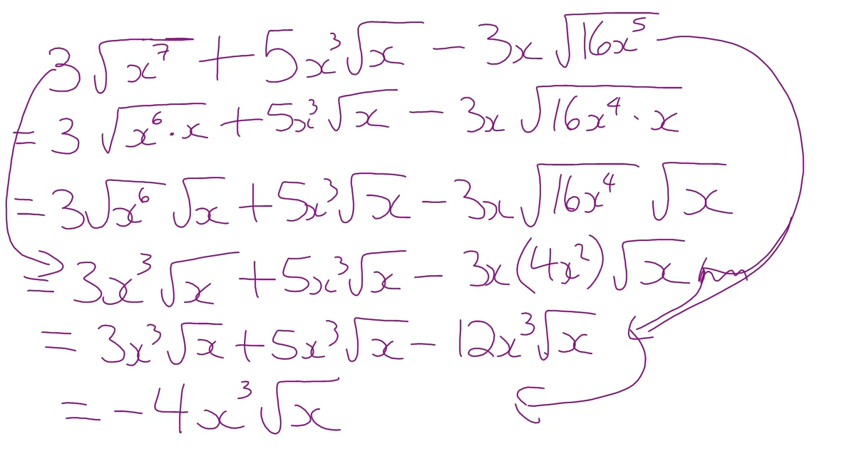 3√(x⁷) + 5x³√x − 3x√(16x⁵)
= 3√(x⁶·x) + 5x³√x − 3x√(16x⁴·x)
= 3√(x⁶)√x + 5x³√x − 3x√(16x⁴)√x
= 3x³√x + 5x³√x − 3x(4x²)√x
= 3x³√x + 5x³√x − 12x³√x
= −4x³√x